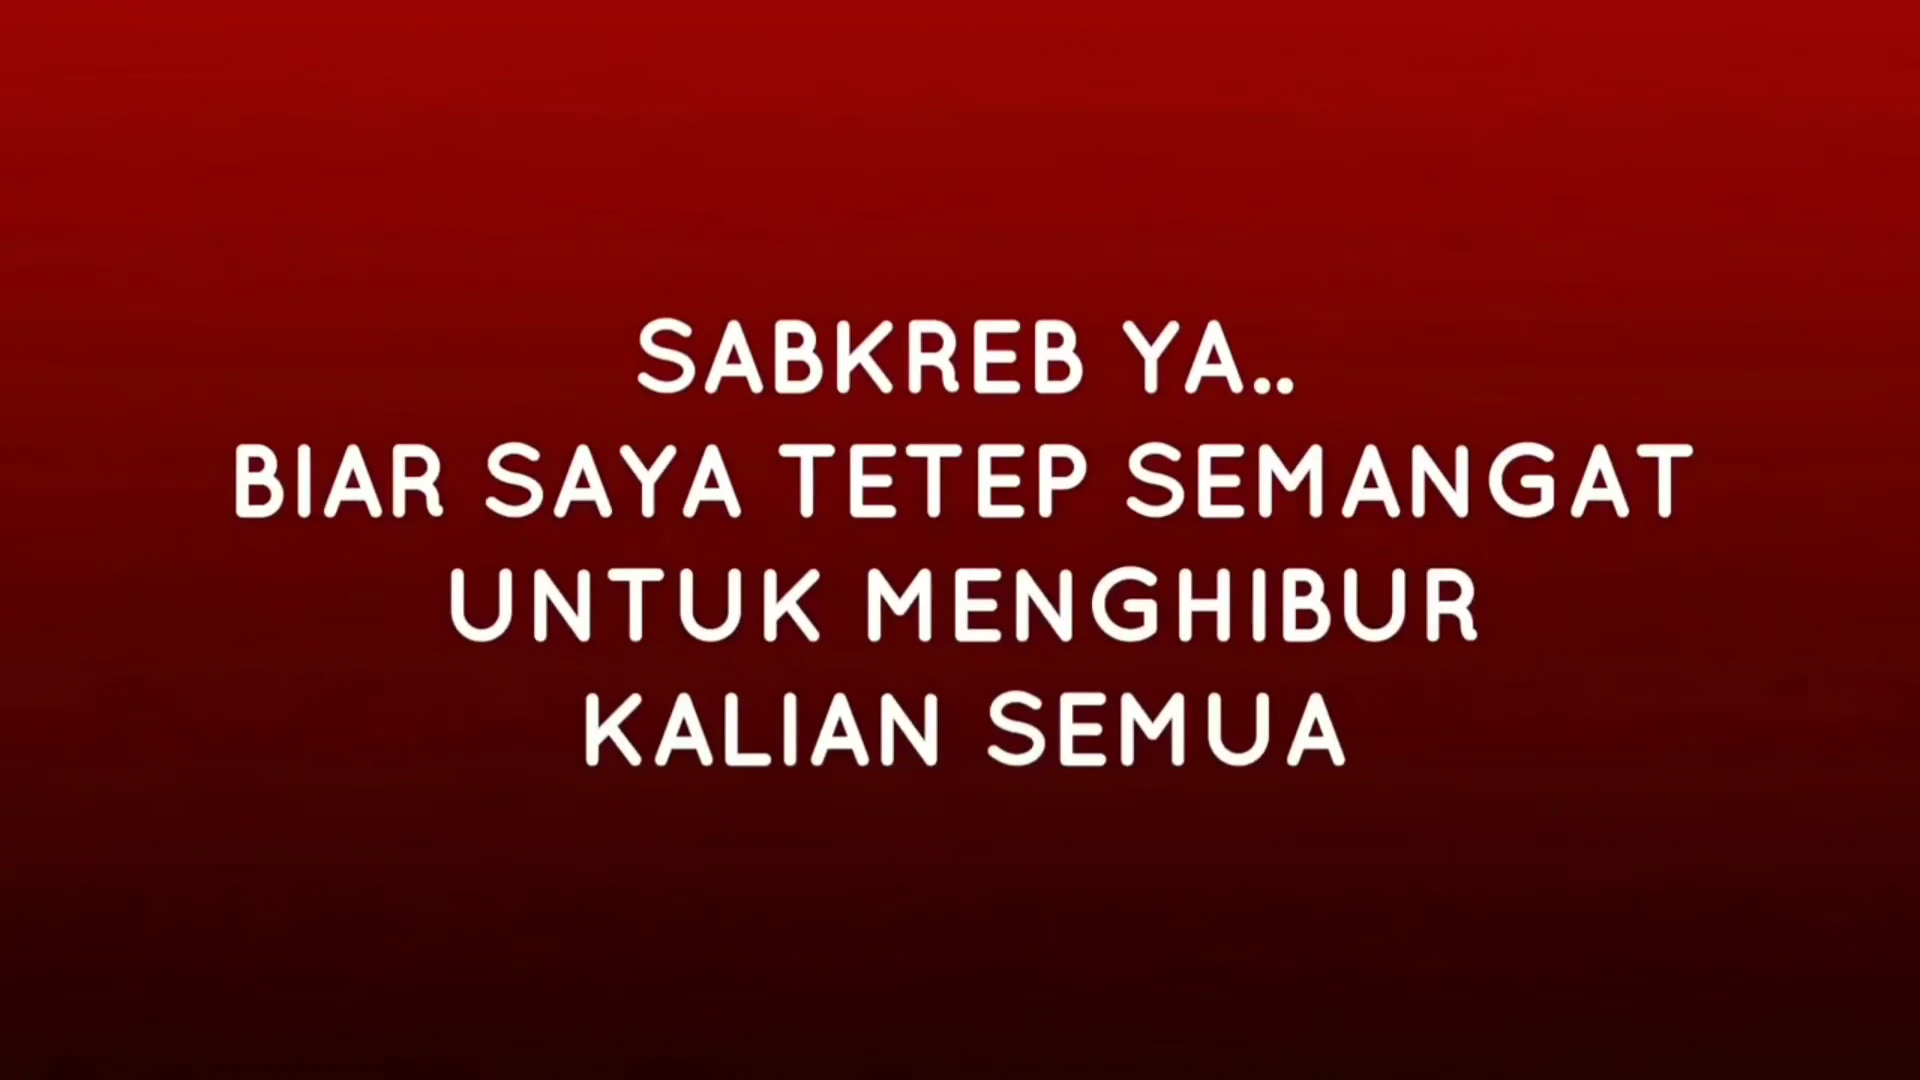 SABKREB YA..
BIAR SAYA TETEP SEMANGAT
UNTUK MENGHIBUR
KALIAN SEMUA